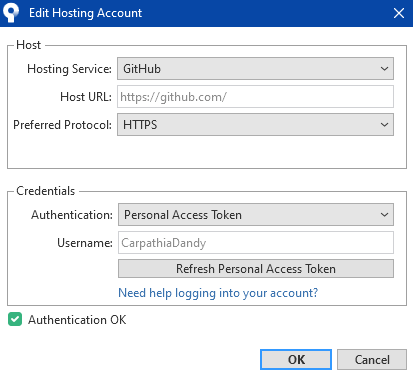 Edit Hosting Account
Host
Hosting Service: GitHub
Host URL: https://github.com/
Preferred Protocol: HTTPS
Credentials
Authentication: Personal Access Token
Username: CarpathiaDandy
Refresh Personal Access Token
Need help logging into your account?
Authentication OK
OK Cancel